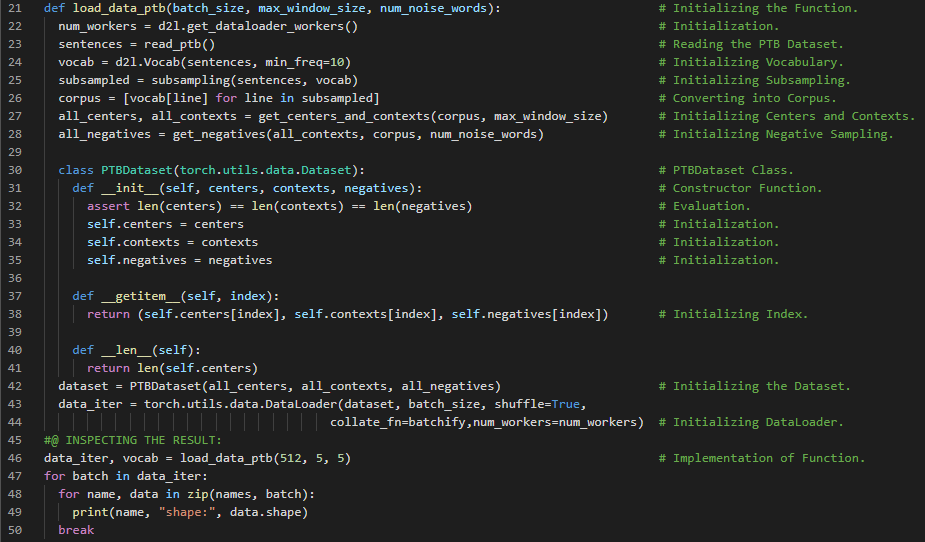 21 def load_data_ptb(batch_size, max_window_size, num_noise_words): # Initializing the Function.
22   num_workers = d2l.get_dataloader_workers() # Initialization.
23   sentences = read_ptb() # Reading the PTB Dataset.
24   vocab = d2l.Vocab(sentences, min_freq=10) # Initializing Vocabulary.
25   subsampled = subsampling(sentences, vocab) # Initializing Subsampling.
26   corpus = [vocab[line] for line in subsampled] # Converting into Corpus.
27   all_centers, all_contexts = get_centers_and_contexts(corpus, max_window_size) # Initializing Centers and Contexts.
28   all_negatives = get_negatives(all_contexts, corpus, num_noise_words) # Initializing Negative Sampling.
29
30   class PTBDataset(torch.utils.data.Dataset): # PTBDataset Class.
31     def __init__(self, centers, contexts, negatives): # Constructor Function.
32       assert len(centers) == len(contexts) == len(negatives) # Evaluation.
33       self.centers = centers # Initialization.
34       self.contexts = contexts # Initialization.
35       self.negatives = negatives # Initialization.
36
37     def __getitem__(self, index):
38       return (self.centers[index], self.contexts[index], self.negatives[index]) # Initializing Index.
39
40     def __len__(self):
41       return len(self.centers)
42   dataset = PTBDataset(all_centers, all_contexts, all_negatives) # Initializing the Dataset.
43   data_iter = torch.utils.data.DataLoader(dataset, batch_size, shuffle=True,
44                                         collate_fn=batchify,num_workers=num_workers) # Initializing DataLoader.
45 #@ INSPECTING THE RESULT:
46 data_iter, vocab = load_data_ptb(512, 5, 5) # Implementation of Function.
47 for batch in data_iter:
48   for name, data in zip(names, batch):
49     print(name, "shape:", data.shape)
50   break